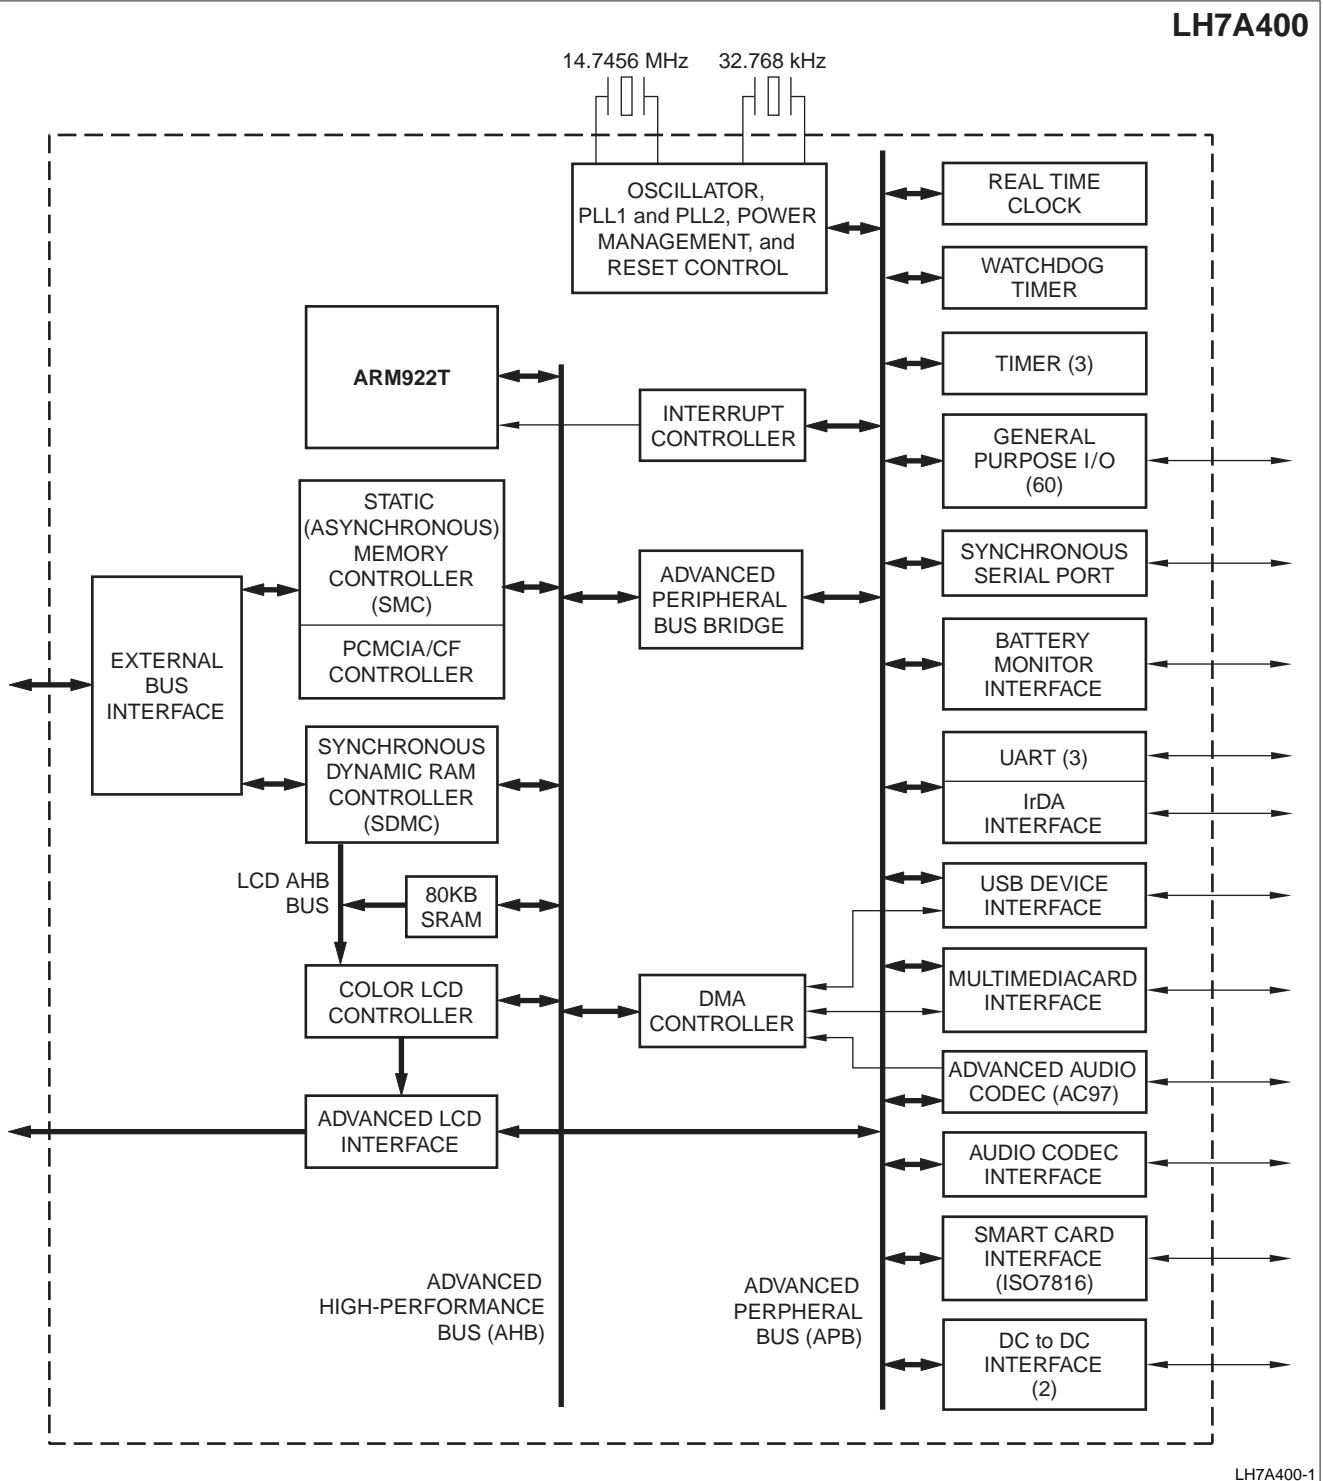 LH7A400
14.7456 MHz
32.768 kHz
OSCILLATOR,
PLL1 and PLL2, POWER
MANAGEMENT, and
RESET CONTROL
REAL TIME
CLOCK
WATCHDOG
TIMER
ARM922T
TIMER (3)
INTERRUPT
CONTROLLER
GENERAL
PURPOSE I/O
(60)
STATIC
(ASYNCHRONOUS)
MEMORY
CONTROLLER
(SMC)
PCMCIA/CF
CONTROLLER
ADVANCED
PERIPHERAL
BUS BRIDGE
SYNCHRONOUS
SERIAL PORT
EXTERNAL
BUS
INTERFACE
BATTERY
MONITOR
INTERFACE
SYNCHRONOUS
DYNAMIC RAM
CONTROLLER
(SDMC)
UART (3)
IrDA
INTERFACE
LCD AHB
BUS
80KB
SRAM
USB DEVICE
INTERFACE
COLOR LCD
CONTROLLER
DMA
CONTROLLER
MULTIMEDIACARD
INTERFACE
ADVANCED AUDIO
CODEC (AC97)
ADVANCED LCD
INTERFACE
AUDIO CODEC
INTERFACE
SMART CARD
INTERFACE
(ISO7816)
ADVANCED
HIGH-PERFORMANCE
BUS (AHB)
ADVANCED
PERPHERAL
BUS (APB)
DC to DC
INTERFACE
(2)
LH7A400-1